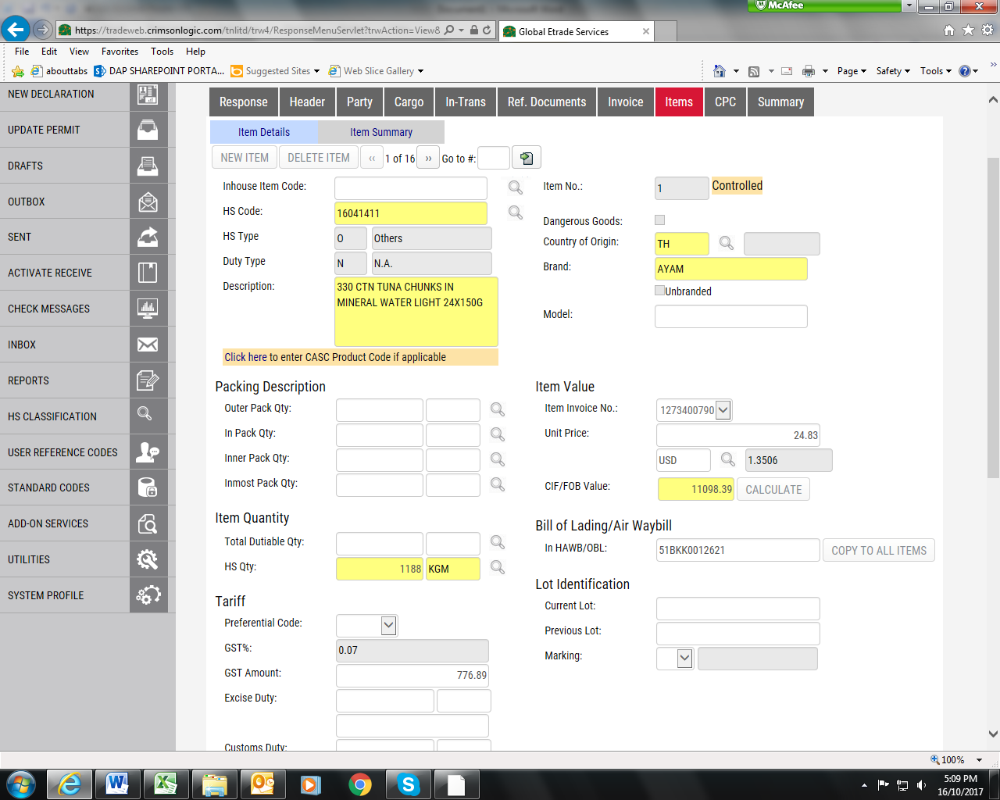 McAfee
https://tradeweb.crimsonlogic.com/tnlitd/trw4/ResponseMenuServlet?trwAction=View8
Global Etrade Services
File Edit View Favorites Tools Help
abouttabs DAP SHAREPOINT PORTA... Suggested Sites Web Slice Gallery Page Safety Tools
NEW DECLARATION
UPDATE PERMIT
DRAFTS
OUTBOX
SENT
ACTIVATE RECEIVE
CHECK MESSAGES
INBOX
REPORTS
HS CLASSIFICATION
USER REFERENCE CODES
STANDARD CODES
ADD-ON SERVICES
UTILITIES
SYSTEM PROFILE
Response Header Party Cargo In-Trans Ref. Documents Invoice Items CPC Summary
Item Details Item Summary
NEW ITEM DELETE ITEM ‹‹ 1 of 16 ›› Go to #:
Inhouse Item Code:
HS Code: 16041411
HS Type O Others
Duty Type N N.A.
Description: 330 CTN TUNA CHUNKS IN
MINERAL WATER LIGHT 24X150G
Click here to enter CASC Product Code if applicable
Item No.: 1 Controlled
Dangerous Goods:
Country of Origin: TH
Brand: AYAM
Unbranded
Model:
Packing Description
Outer Pack Qty:
In Pack Qty:
Inner Pack Qty:
Inmost Pack Qty:
Item Quantity
Total Dutiable Qty:
HS Qty: 1188 KGM
Tariff
Preferential Code:
GST%: 0.07
GST Amount: 776.89
Excise Duty:
Customs Duty:
Item Value
Item Invoice No.: 1273400790
Unit Price: 24.83
USD 1.3506
CIF/FOB Value: 11098.39 CALCULATE
Bill of Lading/Air Waybill
In HAWB/OBL: 51BKK0012621 COPY TO ALL ITEMS
Lot Identification
Current Lot:
Previous Lot:
Marking:
100%
5:09 PM
16/10/2017